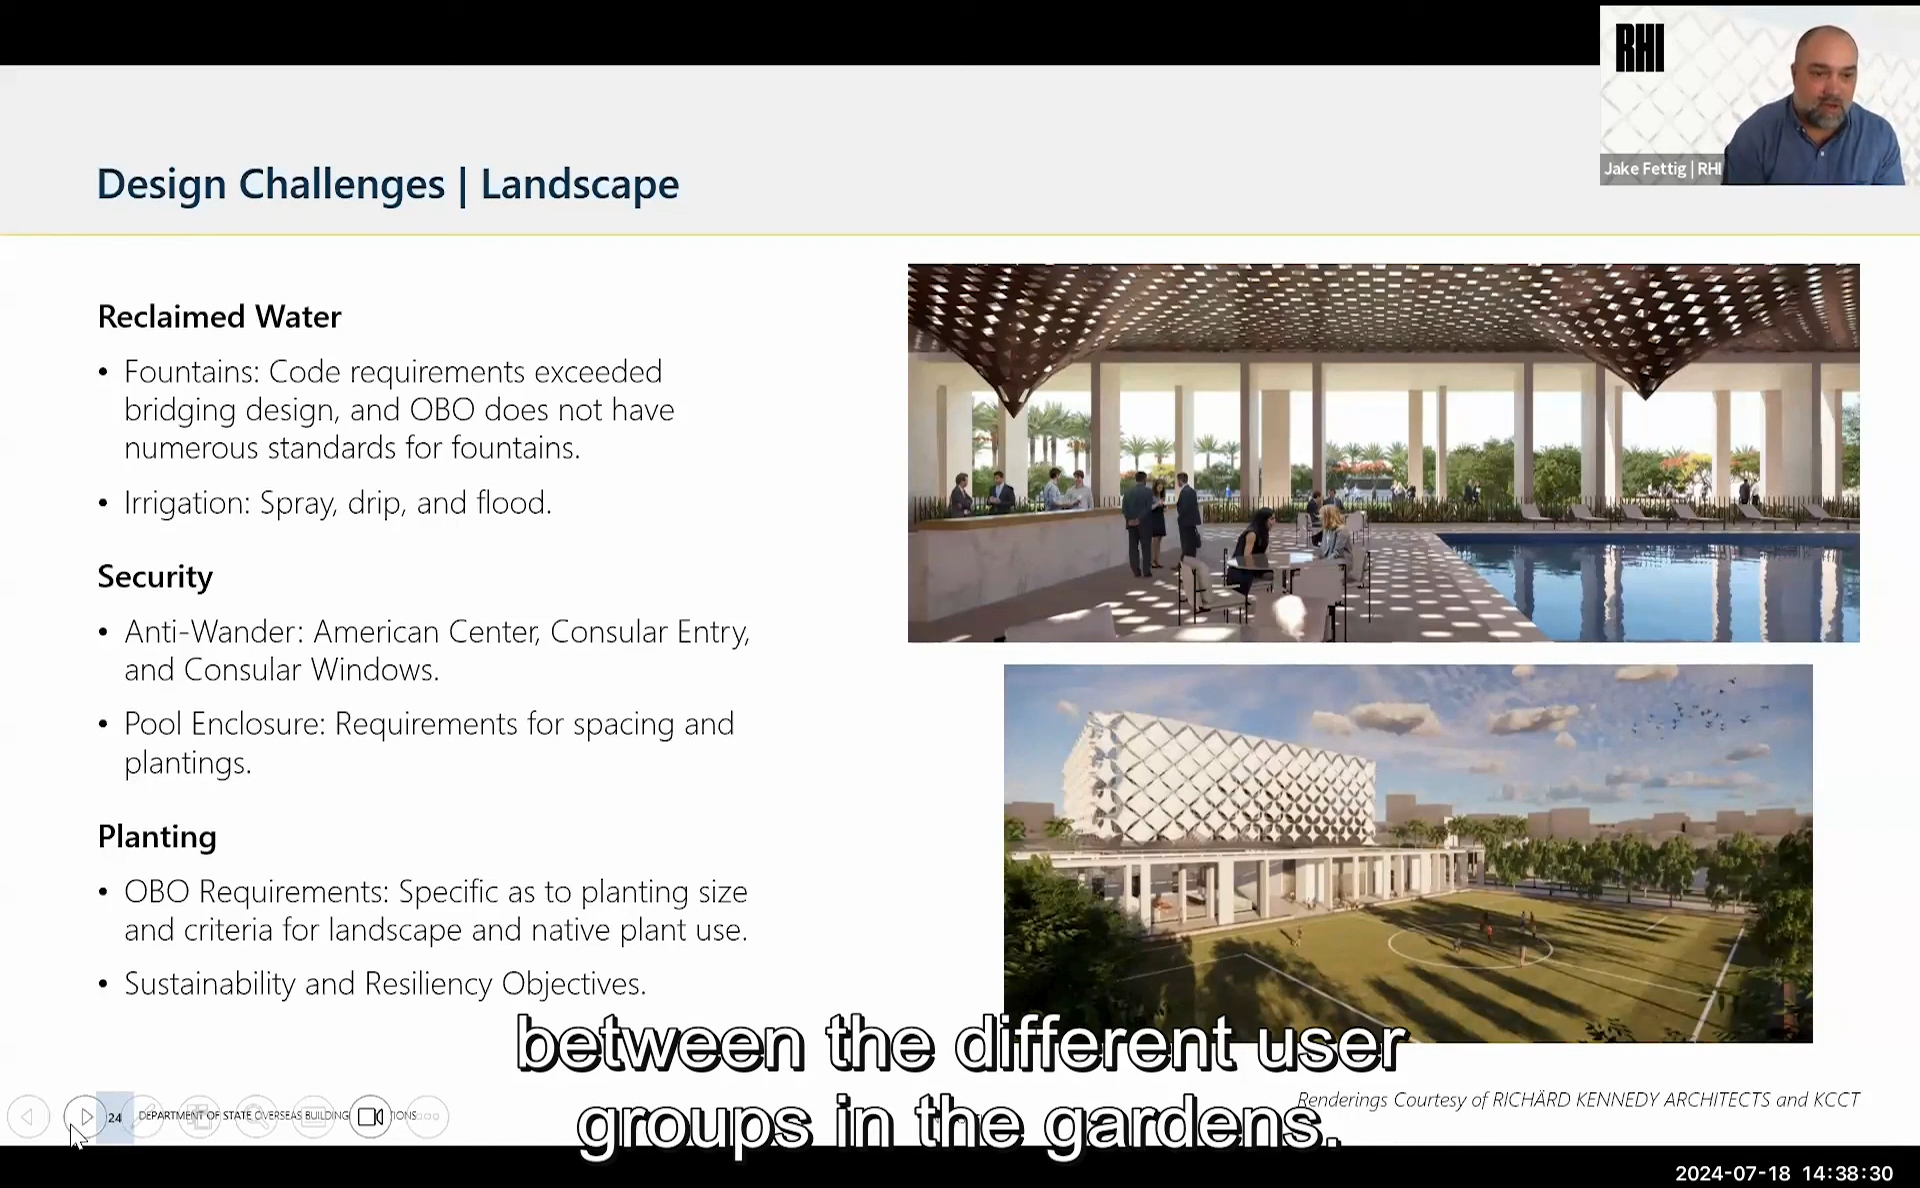 RHI
Jake Fettig | RHI
Design Challenges | Landscape
Reclaimed Water
• Fountains: Code requirements exceeded
bridging design, and OBO does not have
numerous standards for fountains.
• Irrigation: Spray, drip, and flood.
Security
• Anti-Wander: American Center, Consular Entry,
and Consular Windows.
• Pool Enclosure: Requirements for spacing and
plantings.
Planting
• OBO Requirements: Specific as to planting size
and criteria for landscape and native plant use.
• Sustainability and Resiliency Objectives.
between the different user
groups in the gardens.
Renderings Courtesy of RICHÄRD KENNEDY ARCHITECTS and KCCT
24 DEPARTMENT OF STATE OVERSEAS BUILDING
2024-07-18 14:38:30